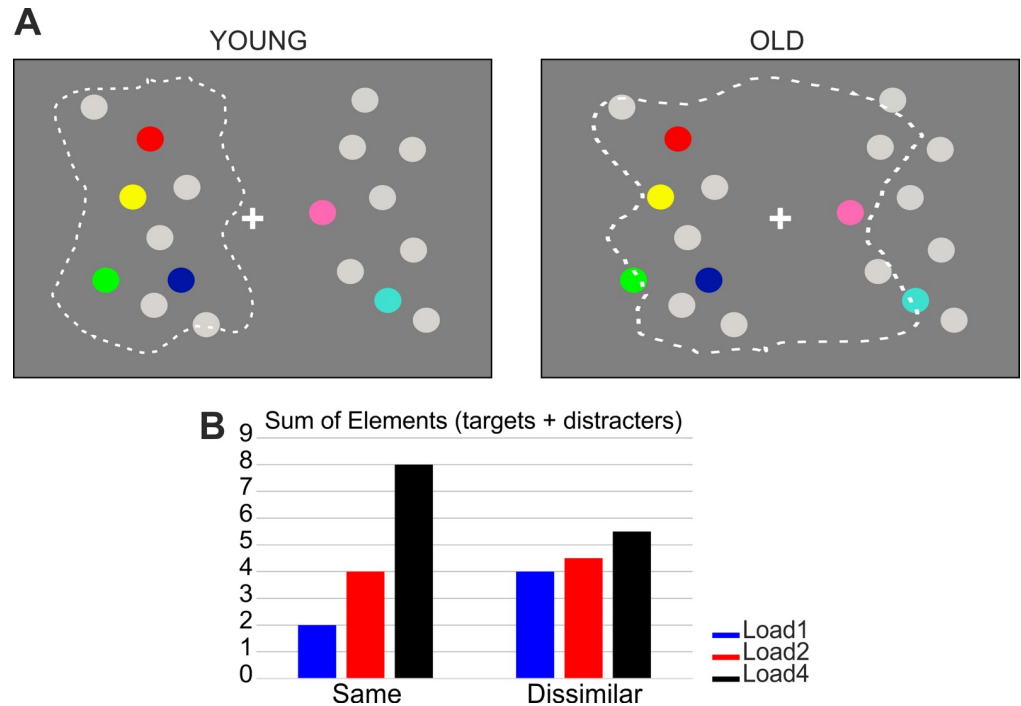 A
YOUNG
OLD
B
Sum of Elements (targets + distracters)
9
8
7
6
5
4
3
2
1
0
Same
Dissimilar
Load1
Load2
Load4